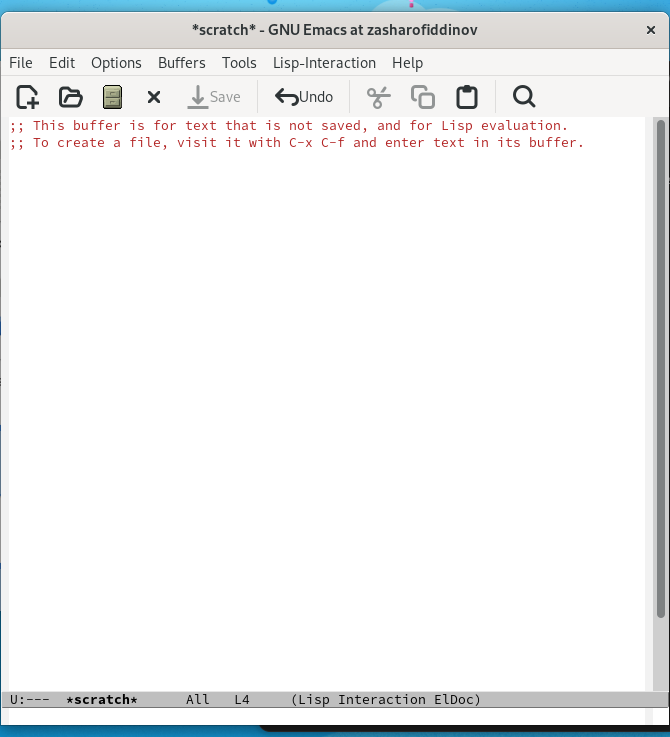 *scratch* - GNU Emacs at zasharofiddinov
File Edit Options Buffers Tools Lisp-Interaction Help
Save Undo
;; This buffer is for text that is not saved, and for Lisp evaluation.
;; To create a file, visit it with C-x C-f and enter text in its buffer.
U:--- *scratch* All L4 (Lisp Interaction ElDoc)